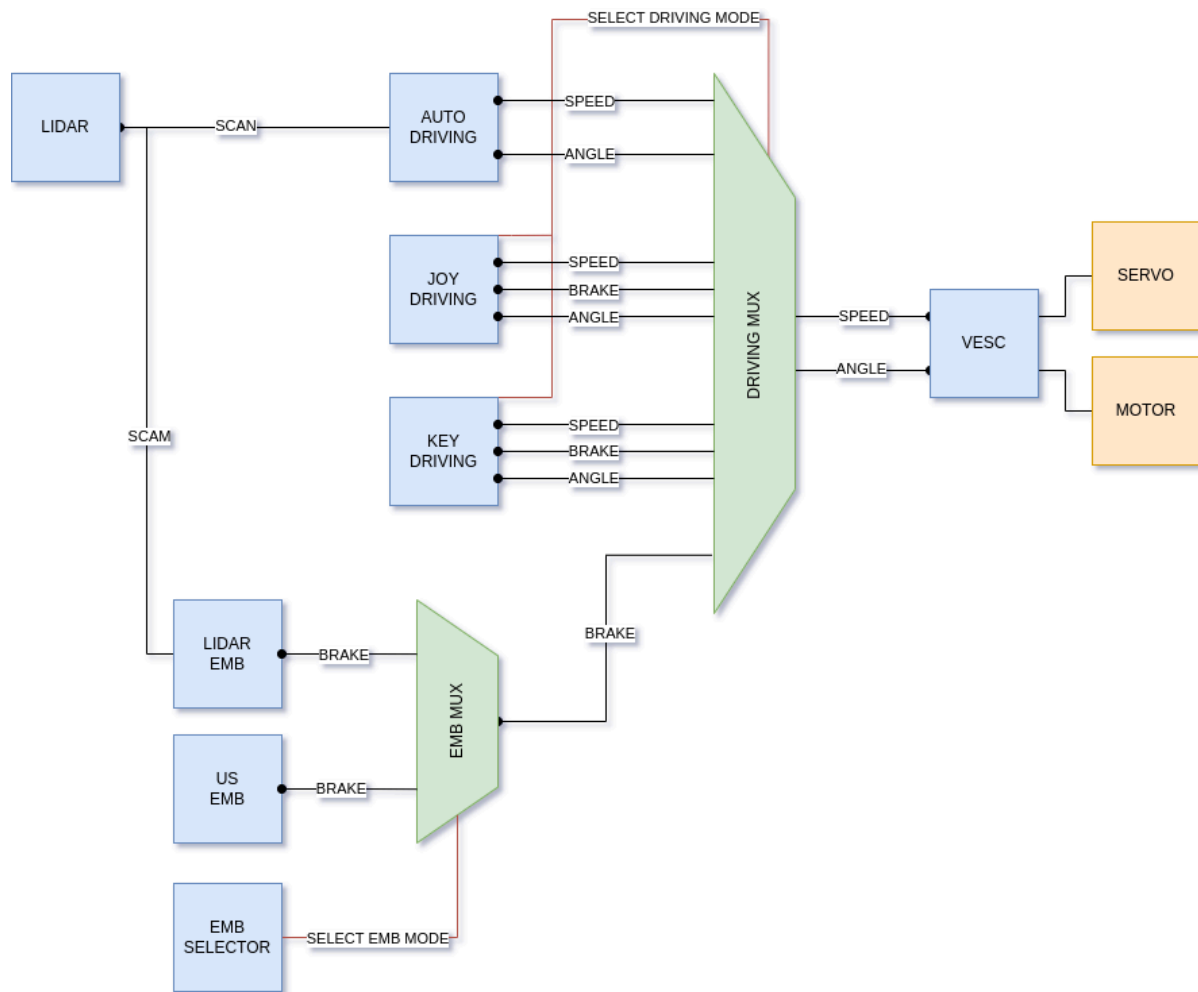 SELECT DRIVING MODE
LIDAR
SCAN
AUTO
DRIVING
SPEED
ANGLE
JOY
DRIVING
SPEED
BRAKE
ANGLE
KEY
DRIVING
SPEED
BRAKE
ANGLE
DRIVING MUX
SPEED
ANGLE
VESC
SERVO
MOTOR
SCAM
LIDAR
EMB
BRAKE
US
EMB
BRAKE
EMB MUX
BRAKE
EMB
SELECTOR
SELECT EMB MODE